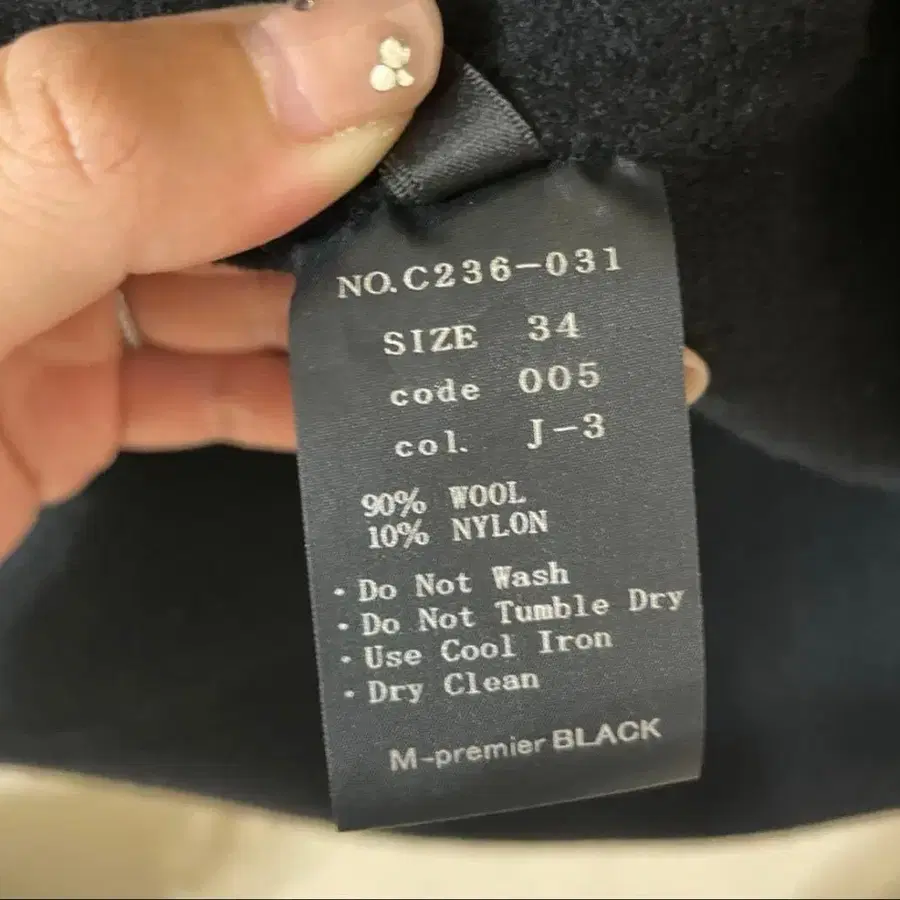 NO.C236-031
SIZE 34
code 005
col. J-3
90% WOOL
10% NYLON
・Do Not Wash
・Do Not Tumble Dry
・Use Cool Iron
・Dry Clean
M-premier BLACK